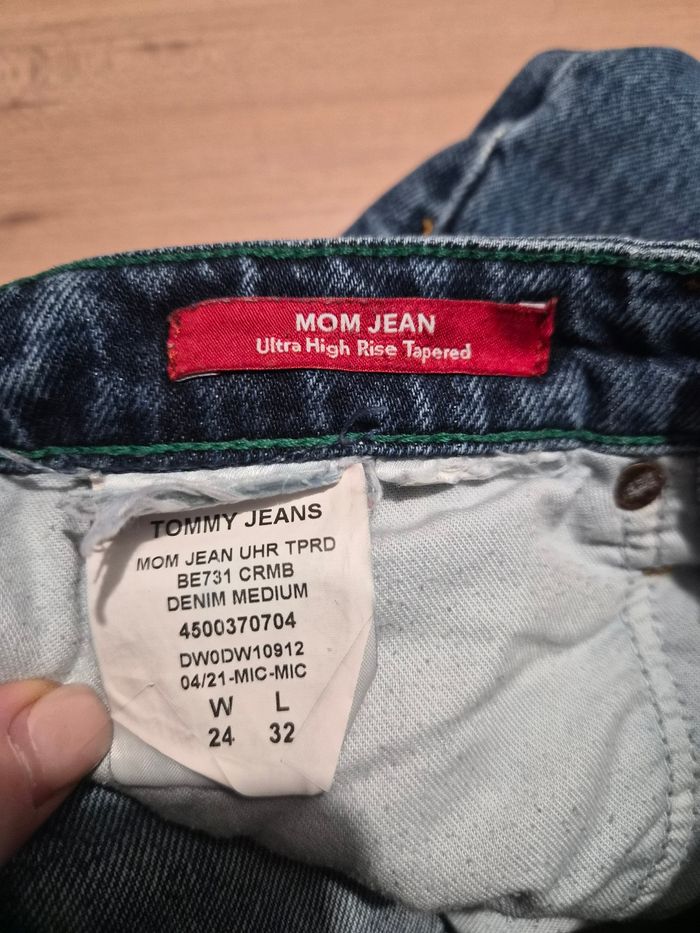 MOM JEAN
Ultra High Rise Tapered
TOMMY JEANS
MOM JEAN UHR TPRD
BE731 CRMB
DENIM MEDIUM
4500370704
DW0DW10912
04/21-MIC-MIC
W L
24 32